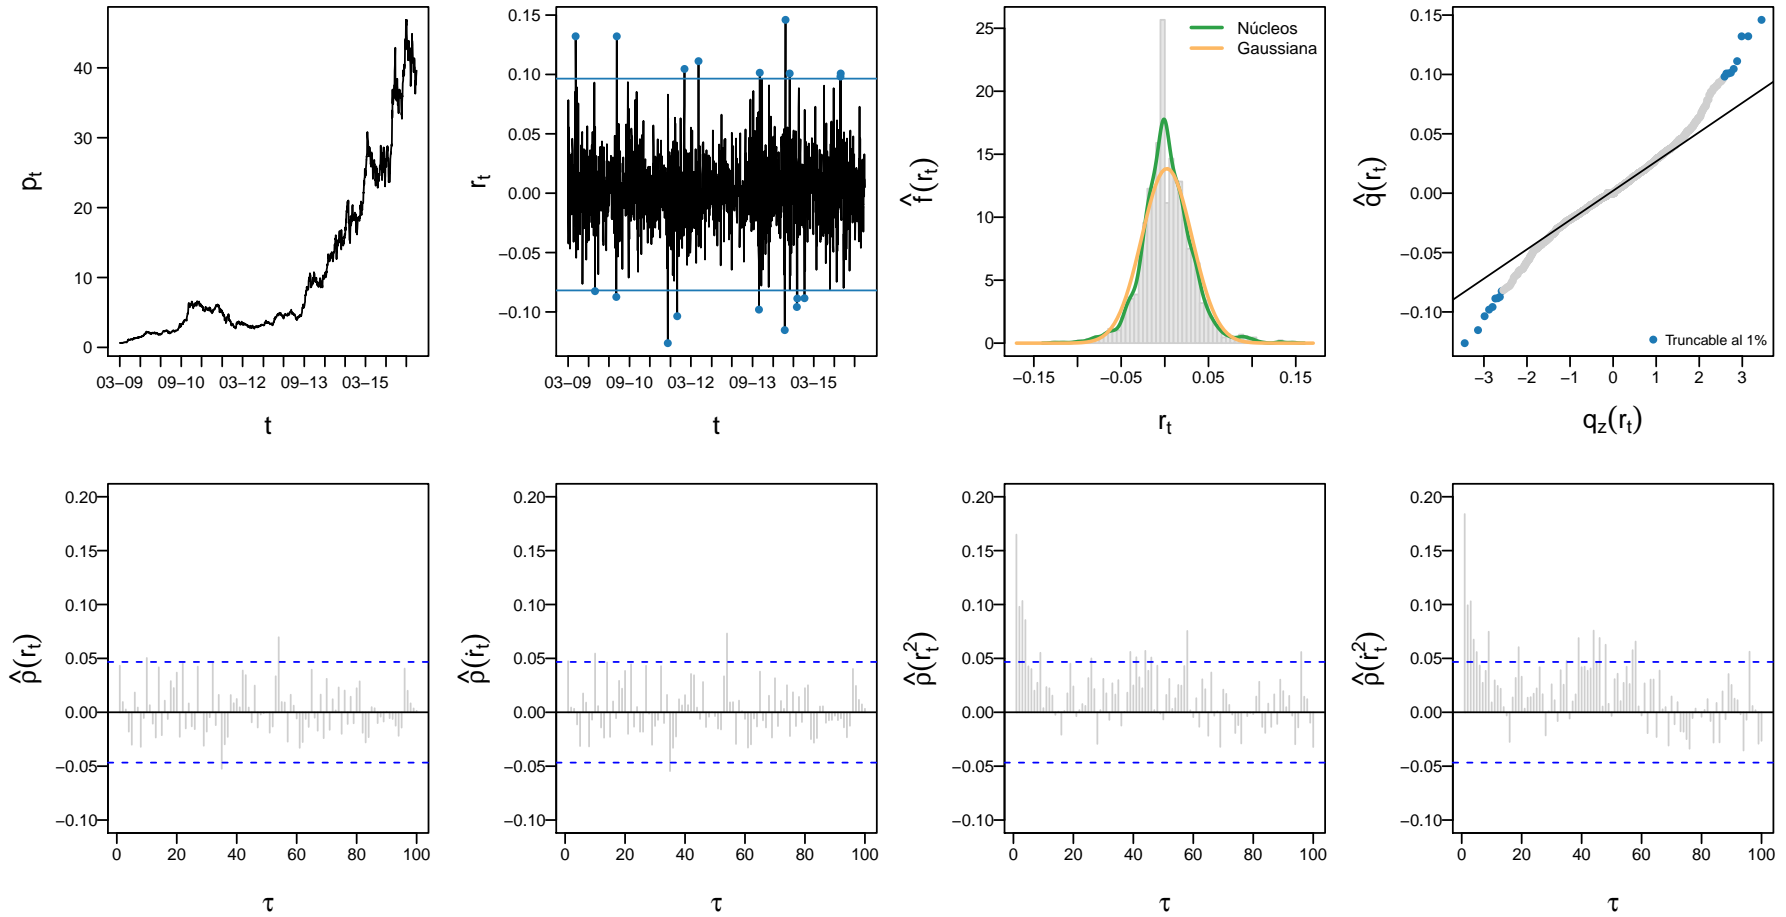 p_t
40
30
20
10
0
03−09 09−10 03−12 09−13 03−15
t
r_t
0.15
0.10
0.05
0.00
−0.05
−0.10
03−09 09−10 03−12 09−13 03−15
t
f̂(r_t)
25
20
15
10
5
0
Núcleos
Gaussiana
−0.15 −0.05 0.05 0.15
r_t
q̂(r_t)
0.15
0.10
0.05
0.00
−0.05
−0.10
Truncable al 1%
−3 −2 −1 0 1 2 3
q_z(r_t)
ρ̂(r_t)
0.20
0.15
0.10
0.05
0.00
−0.05
−0.10
0 20 40 60 80 100
τ
ρ̂(ṙ_t)
0.20
0.15
0.10
0.05
0.00
−0.05
−0.10
0 20 40 60 80 100
τ
ρ̂(r_t^2)
0.20
0.15
0.10
0.05
0.00
−0.05
−0.10
0 20 40 60 80 100
τ
ρ̂(ṙ_t^2)
0.20
0.15
0.10
0.05
0.00
−0.05
−0.10
0 20 40 60 80 100
τ